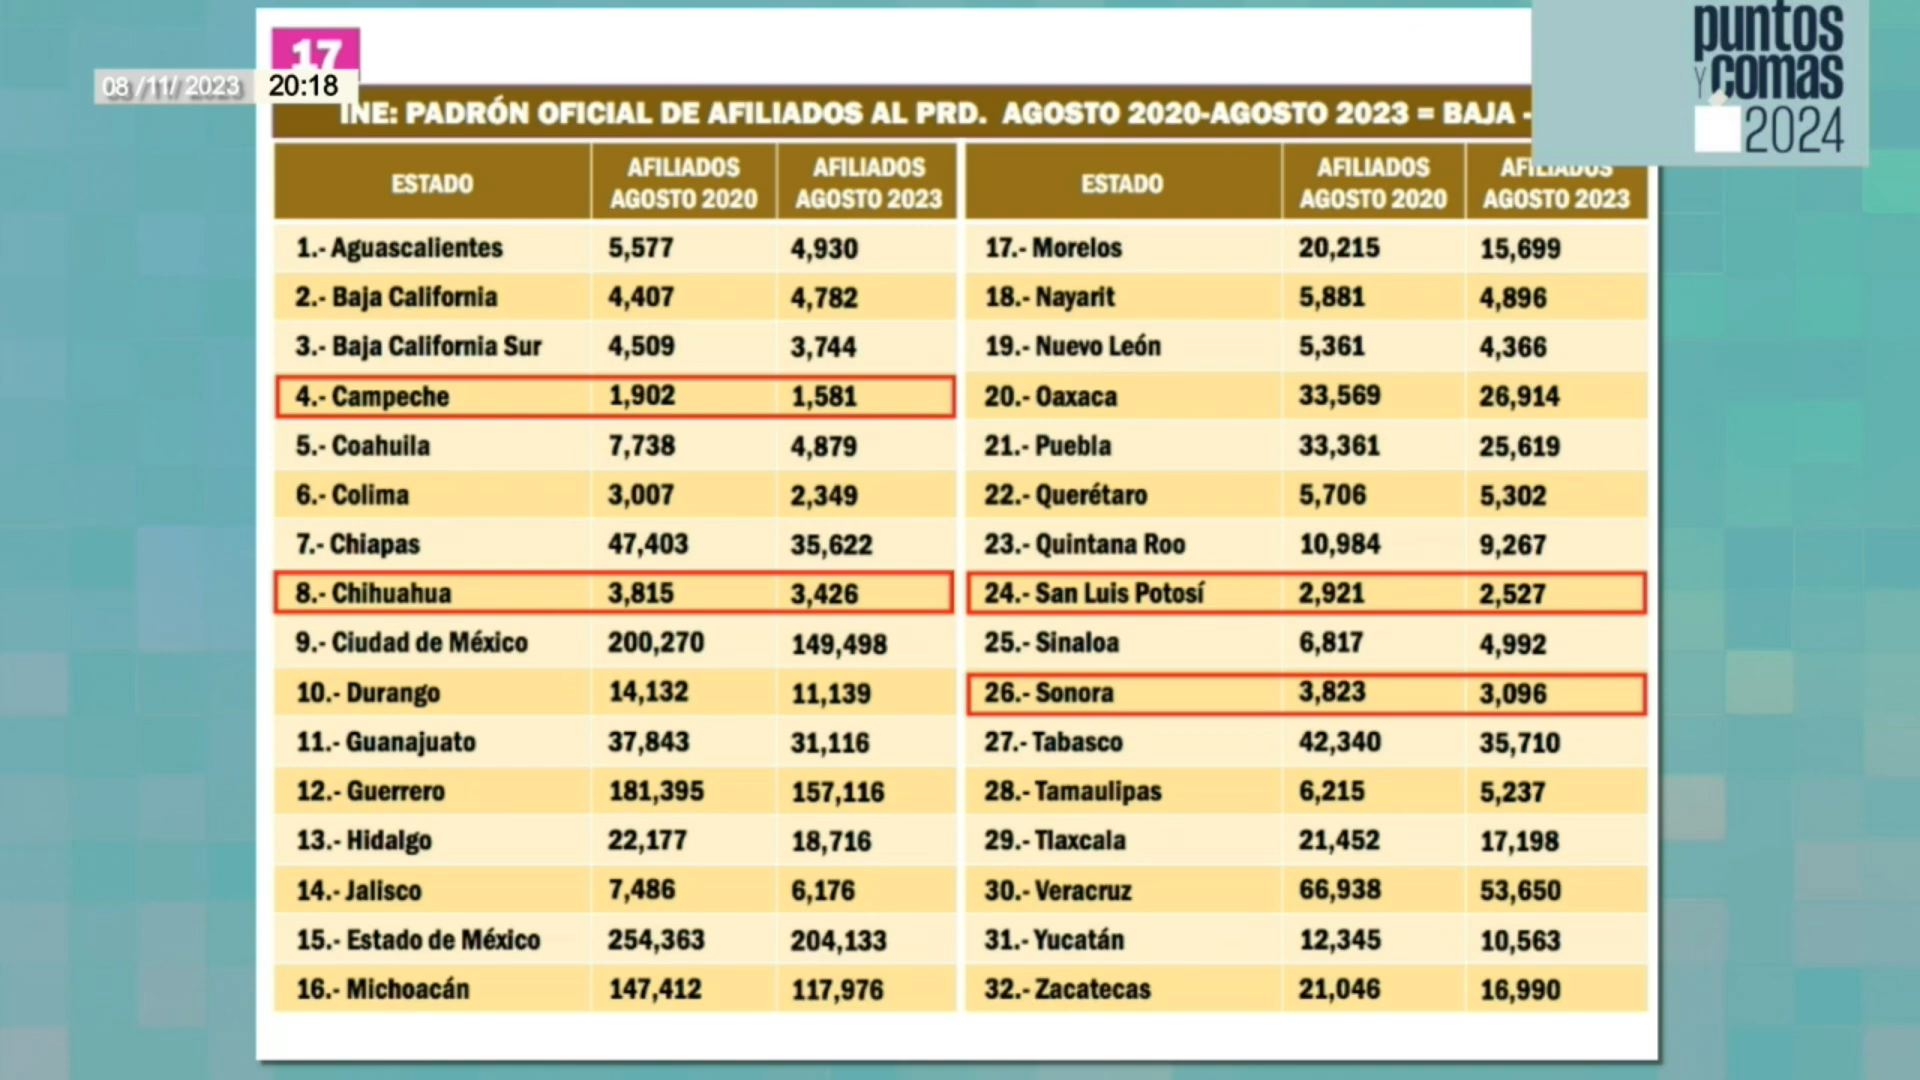 17
08 /11/ 2023 20:18
puntos
Y comas
2024
INE: PADRÓN OFICIAL DE AFILIADOS AL PRD. AGOSTO 2020-AGOSTO 2023 = BAJA -
ESTADO AFILIADOS AGOSTO 2020 AFILIADOS AGOSTO 2023 ESTADO AFILIADOS AGOSTO 2020 AFILIADOS AGOSTO 2023
1.- Aguascalientes 5,577 4,930 17.- Morelos 20,215 15,699
2.- Baja California 4,407 4,782 18.- Nayarit 5,881 4,896
3.- Baja California Sur 4,509 3,744 19.- Nuevo León 5,361 4,366
4.- Campeche 1,902 1,581 20.- Oaxaca 33,569 26,914
5.- Coahuila 7,738 4,879 21.- Puebla 33,361 25,619
6.- Colima 3,007 2,349 22.- Querétaro 5,706 5,302
7.- Chiapas 47,403 35,622 23.- Quintana Roo 10,984 9,267
8.- Chihuahua 3,815 3,426 24.- San Luis Potosí 2,921 2,527
9.- Ciudad de México 200,270 149,498 25.- Sinaloa 6,817 4,992
10.- Durango 14,132 11,139 26.- Sonora 3,823 3,096
11.- Guanajuato 37,843 31,116 27.- Tabasco 42,340 35,710
12.- Guerrero 181,395 157,116 28.- Tamaulipas 6,215 5,237
13.- Hidalgo 22,177 18,716 29.- Tlaxcala 21,452 17,198
14.- Jalisco 7,486 6,176 30.- Veracruz 66,938 53,650
15.- Estado de México 254,363 204,133 31.- Yucatán 12,345 10,563
16.- Michoacán 147,412 117,976 32.- Zacatecas 21,046 16,990